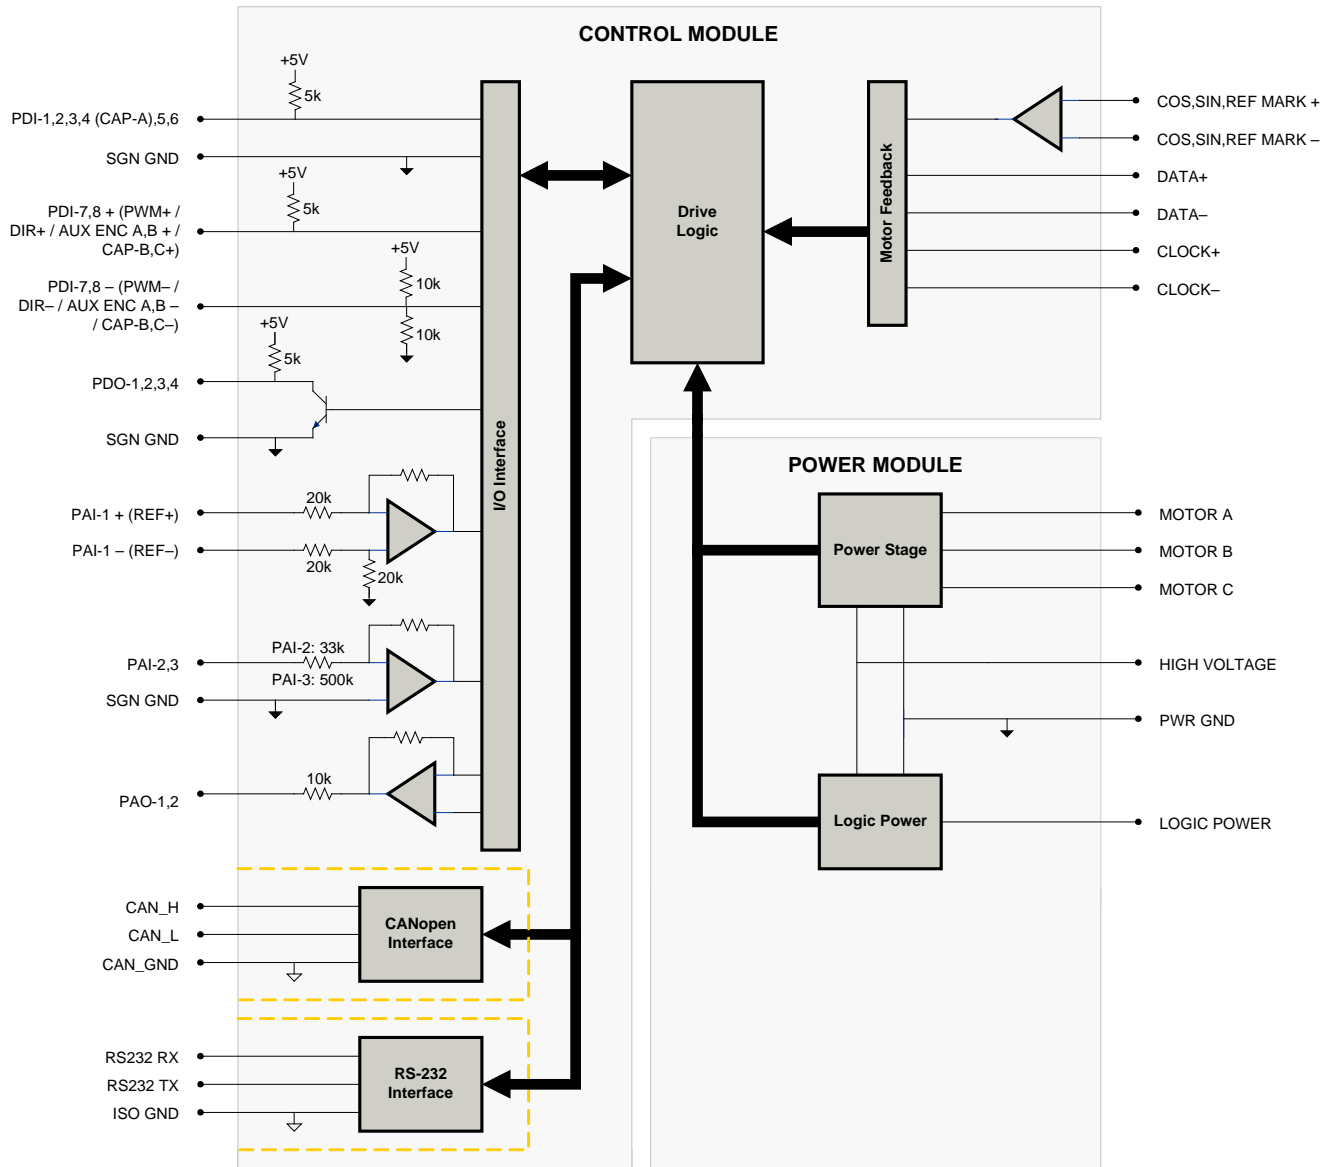 CONTROL MODULE
+5V
5k
PDI-1,2,3,4 (CAP-A),5,6
SGN GND
+5V
5k
PDI-7,8 + (PWM+ /
DIR+ / AUX ENC A,B + /
CAP-B,C+)
+5V
10k
PDI-7,8 – (PWM– /
DIR– / AUX ENC A,B –
/ CAP-B,C–)
10k
+5V
5k
PDO-1,2,3,4
SGN GND
20k
PAI-1 + (REF+)
PAI-1 – (REF–)
20k
20k
PAI-2: 33k
PAI-2,3
PAI-3: 500k
SGN GND
10k
PAO-1,2
I/O Interface
CAN_H
CAN_L
CAN_GND
CANopen
Interface
RS232 RX
RS232 TX
ISO GND
RS-232
Interface
Drive
Logic
Motor Feedback
COS,SIN,REF MARK +
COS,SIN,REF MARK –
DATA+
DATA–
CLOCK+
CLOCK–
POWER MODULE
Power Stage
MOTOR A
MOTOR B
MOTOR C
HIGH VOLTAGE
PWR GND
Logic Power
LOGIC POWER